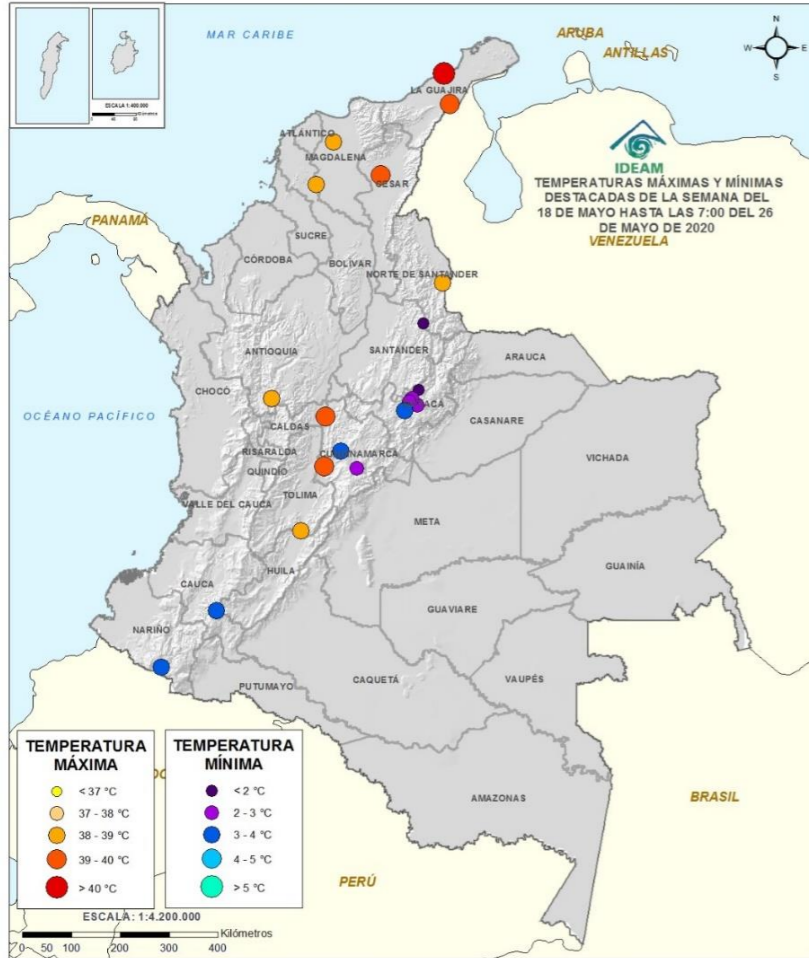 MAR CARIBE
ARUBA
ANTILLAS
N
W
E
S
ESCALA 1:400.000
Kilómetros
LA GUAJIRA
ATLÁNTICO
MAGDALENA
CESAR
IDEAM
TEMPERATURAS MÁXIMAS Y MÍNIMAS
DESTACADAS DE LA SEMANA DEL
18 DE MAYO HASTA LAS 7:00 DEL 26
DE MAYO DE 2020
PANAMÁ
VENEZUELA
SUCRE
CÓRDOBA
BOLIVAR
NORTE DE SANTANDER
SANTANDER
ANTIOQUIA
ARAUCA
CHOCÓ
OCÉANO PACÍFICO
CALDAS
CASANARE
RISARALDA
QUINDÍO
VICHADA
TOLIMA
VALLE DEL CAUCA
META
GUAINÍA
HUILA
CAUCA
GUAVIARE
NARIÑO
CAQUETÁ
VAUPÉS
PUTUMAYO
AMAZONAS
BRASIL
PERÚ
TEMPERATURA
MÁXIMA
< 37 °C
37 - 38 °C
38 - 39 °C
39 - 40 °C
> 40 °C
TEMPERATURA
MÍNIMA
< 2 °C
2 - 3 °C
3 - 4 °C
4 - 5 °C
> 5 °C
ESCALA: 1:4.200.000
Kilómetros
0 50 100 200 300 400